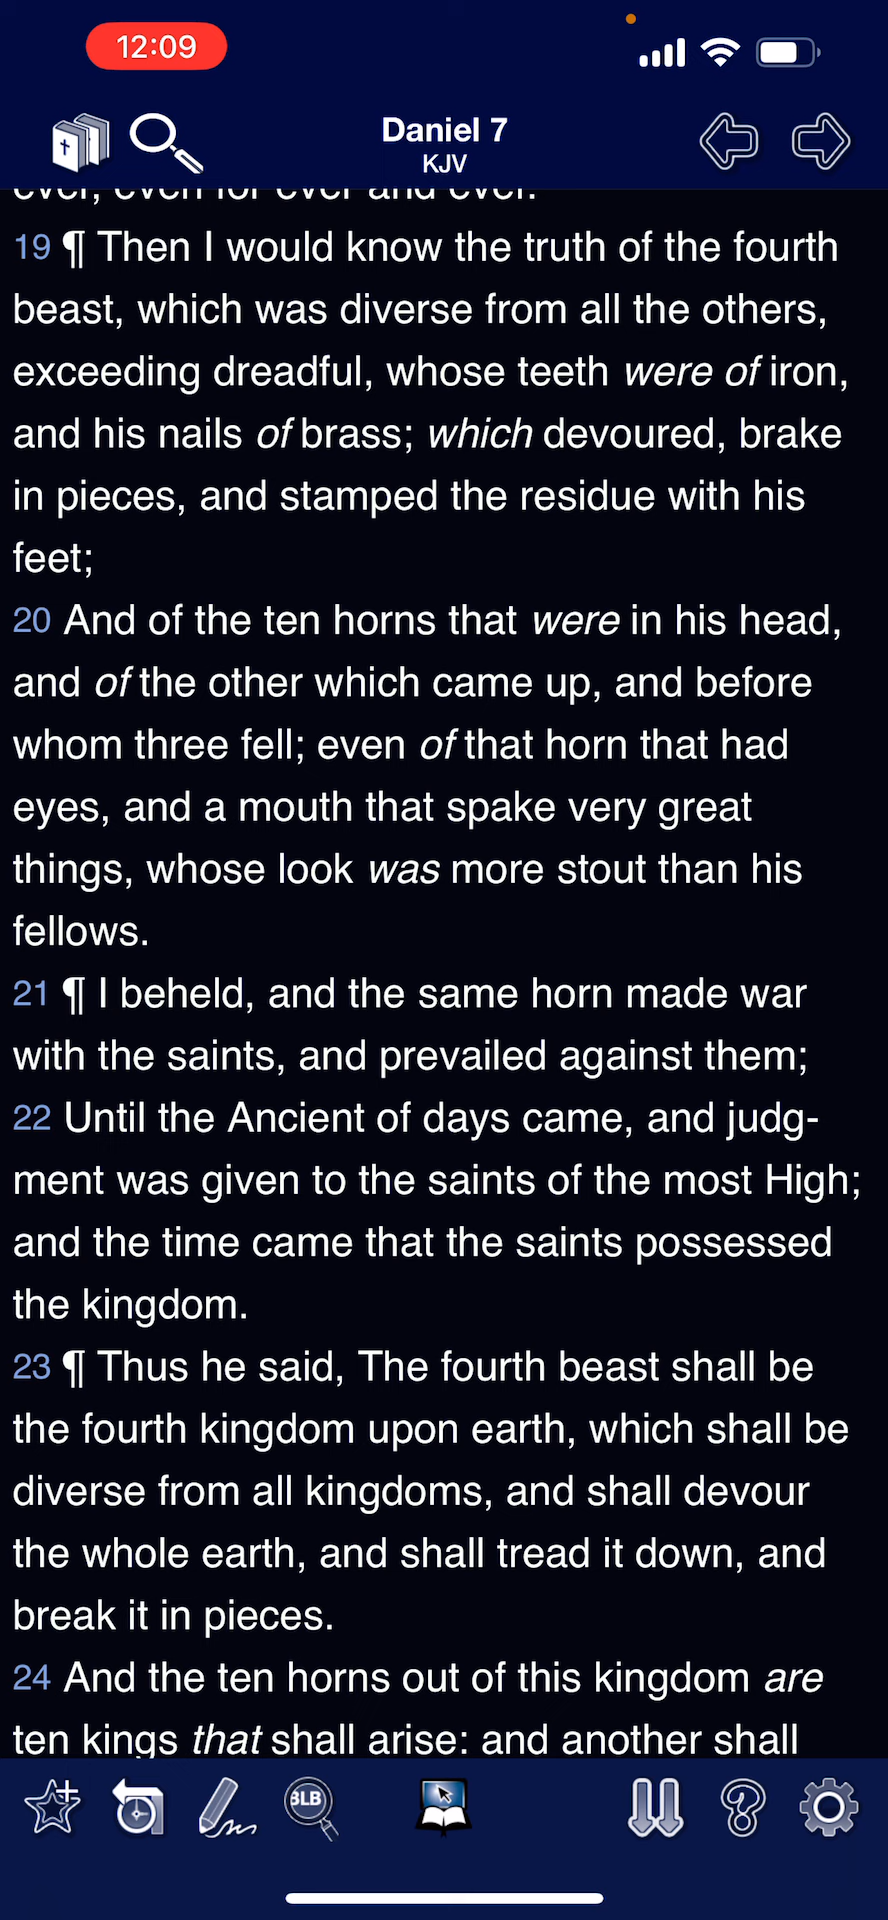 12:09
Daniel 7
KJV
ever, even for ever and ever.
19 ¶ Then I would know the truth of the fourth
beast, which was diverse from all the others,
exceeding dreadful, whose teeth were of iron,
and his nails of brass; which devoured, brake
in pieces, and stamped the residue with his
feet;
20 And of the ten horns that were in his head,
and of the other which came up, and before
whom three fell; even of that horn that had
eyes, and a mouth that spake very great
things, whose look was more stout than his
fellows.
21 ¶ I beheld, and the same horn made war
with the saints, and prevailed against them;
22 Until the Ancient of days came, and judg-
ment was given to the saints of the most High;
and the time came that the saints possessed
the kingdom.
23 ¶ Thus he said, The fourth beast shall be
the fourth kingdom upon earth, which shall be
diverse from all kingdoms, and shall devour
the whole earth, and shall tread it down, and
break it in pieces.
24 And the ten horns out of this kingdom are
ten kings that shall arise: and another shall
BLB